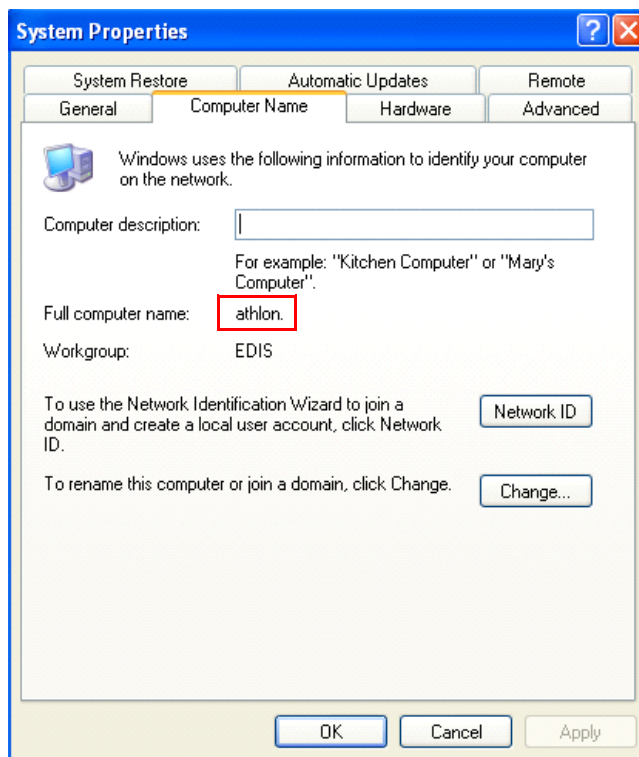 System Properties
System Restore Automatic Updates Remote
General Computer Name Hardware Advanced
Windows uses the following information to identify your computer
on the network.
Computer description:
For example: "Kitchen Computer" or "Mary's
Computer".
Full computer name: athlon.
Workgroup: EDIS
To use the Network Identification Wizard to join a
domain and create a local user account, click Network
ID.
Network ID
To rename this computer or join a domain, click Change.
Change...
OK Cancel Apply